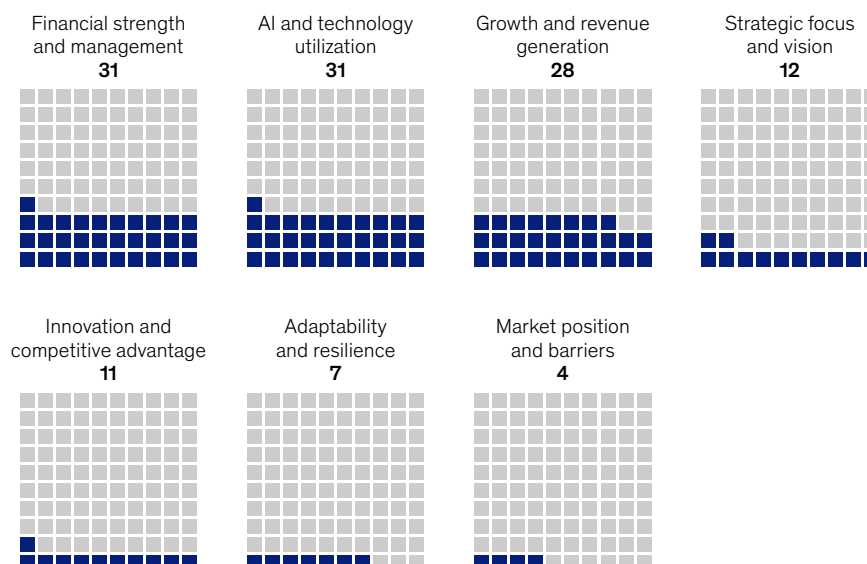 Financial strength
and management
31
AI and technology
utilization
31
Growth and revenue
generation
28
Strategic focus
and vision
12
Innovation and
competitive advantage
11
Adaptability
and resilience
7
Market position
and barriers
4